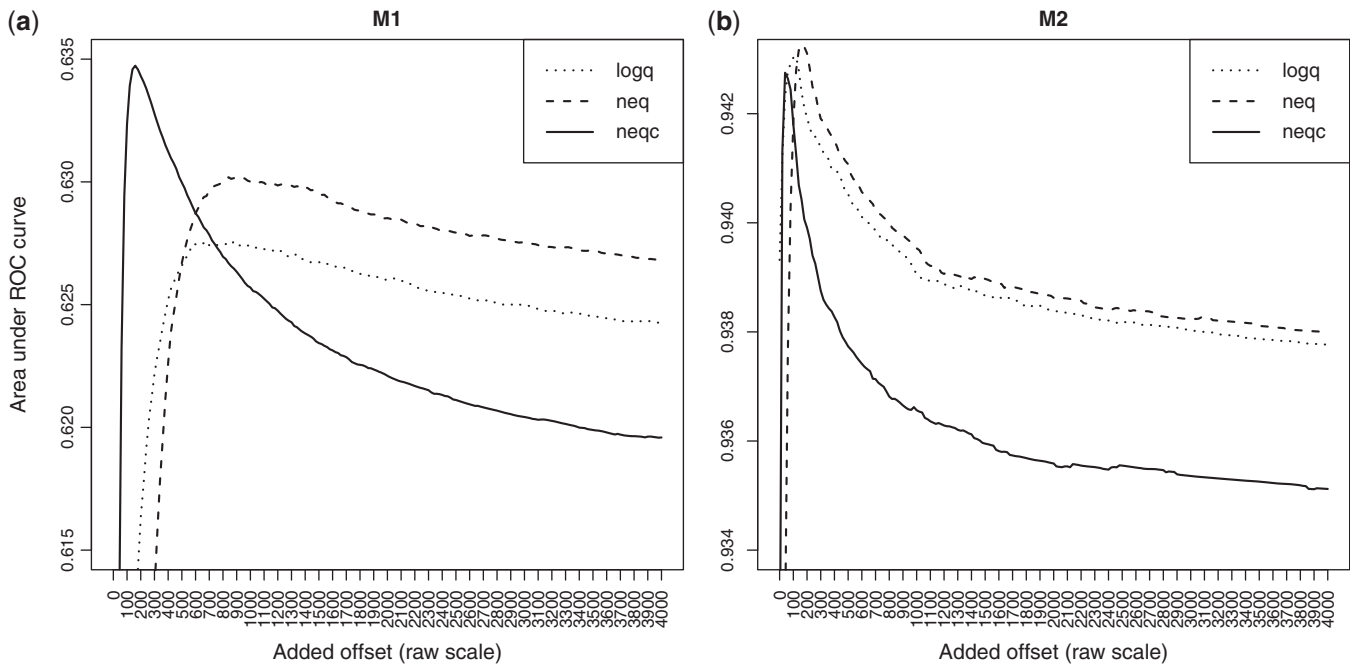 (a)
M1
Area under ROC curve
0.635
0.630
0.625
0.620
0.615
logq
neq
neqc
0 100 200 300 400 500 600 700 800 900 1000 1100 1200 1300 1400 1500 1600 1700 1800 1900 2000 2100 2200 2300 2400 2500 2600 2700 2800 2900 3000 3100 3200 3300 3400 3500 3600 3700 3800 3900 4000
Added offset (raw scale)
(b)
M2
0.942
0.940
0.938
0.936
0.934
logq
neq
neqc
0 100 200 300 400 500 600 700 800 900 1000 1100 1200 1300 1400 1500 1600 1700 1800 1900 2000 2100 2200 2300 2400 2500 2600 2700 2800 2900 3000 3100 3200 3300 3400 3500 3600 3700 3800 3900 4000
Added offset (raw scale)